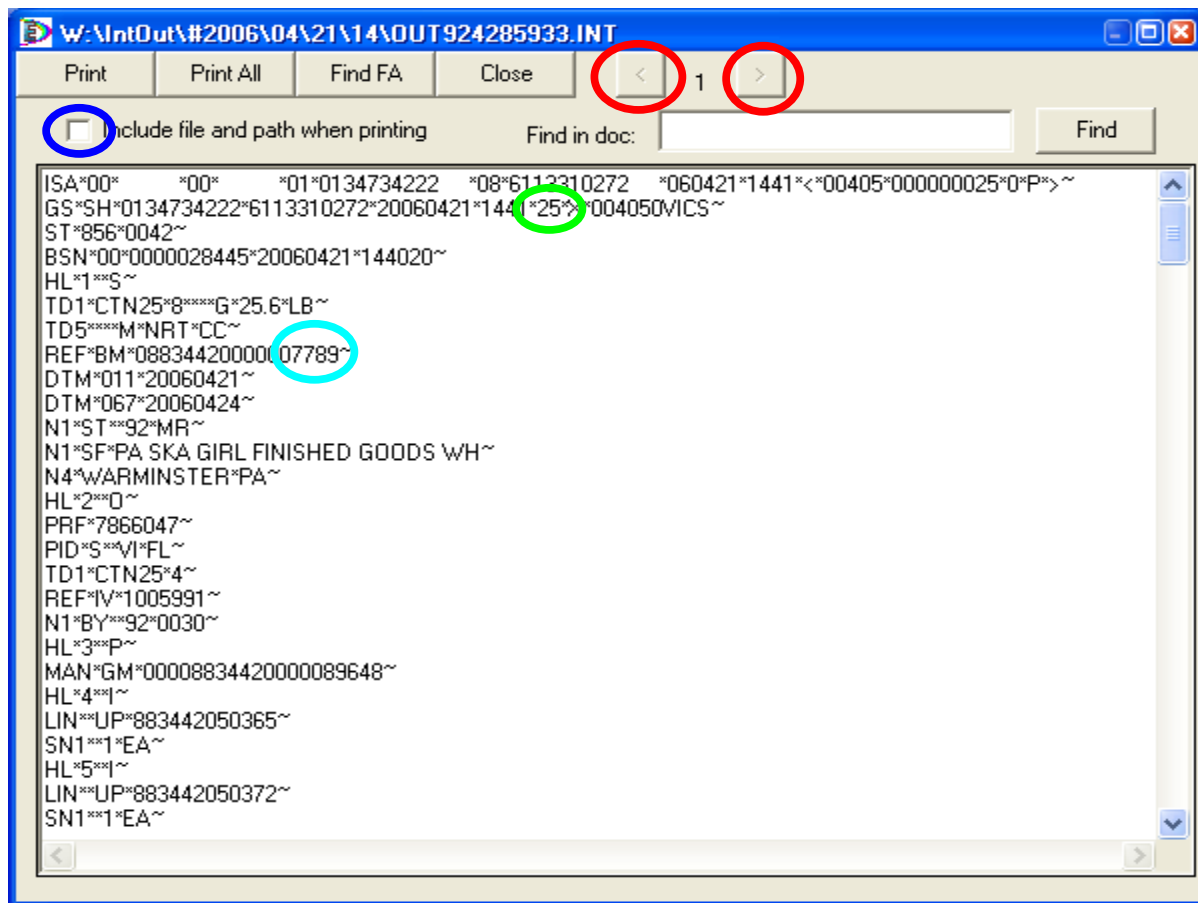 W:\IntOut\#2006\04\21\14\OUT924285933.INT
Print Print All Find FA Close < 1 >
Include file and path when printing Find in doc: Find
ISA*00* *00* *01*0134734222 *08*6113310272 *060421*1441*<*00405*000000025*0*P*>~
GS*SH*0134734222*6113310272*20060421*1441*25*X*004050VICS~
ST*856*0042~
BSN*00*0000028445*20060421*144020~
HL*1**S~
TD1*CTN25*8****G*25.6*LB~
TD5****M*NRT*CC~
REF*BM*08834420000007789~
DTM*011*20060421~
DTM*067*20060424~
N1*ST**92*MR~
N1*SF*PA SKA GIRL FINISHED GOODS WH~
N4*WARMINSTER*PA~
HL*2**O~
PRF*7866047~
PID*S**VI*FL~
TD1*CTN25*4~
REF*IV*1005991~
N1*BY**92*0030~
HL*3**P~
MAN*GM*00008834420000089648~
HL*4**I~
LIN**UP*883442050365~
SN1**1*EA~
HL*5**I~
LIN**UP*883442050372~
SN1**1*EA~